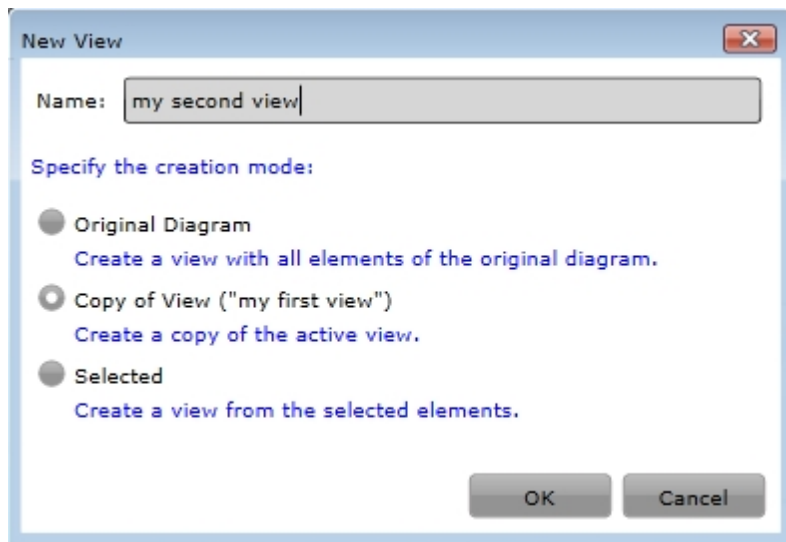 New View
Name: my second view
Specify the creation mode:
Original Diagram
Create a view with all elements of the original diagram.
Copy of View ("my first view")
Create a copy of the active view.
Selected
Create a view from the selected elements.
OK Cancel